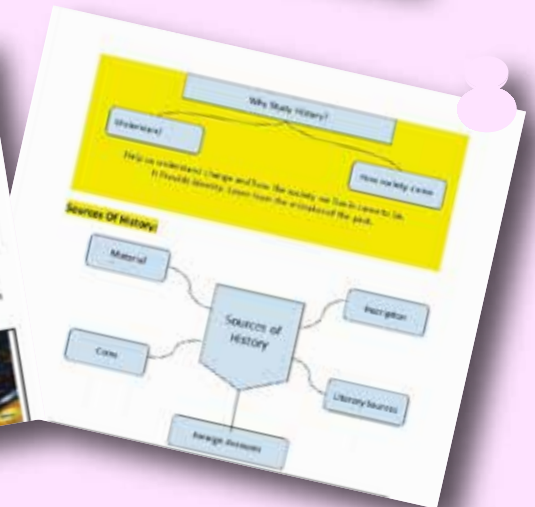 Why Study History?
Understand
How society came
Help us understand change and how the society we live in came to be.
It Provide Identity. Learn from the mistakes of the past.
Sources Of History:
Material
Inscription
Sources of
History
Coins
Literary Sources
Foreign Accounts